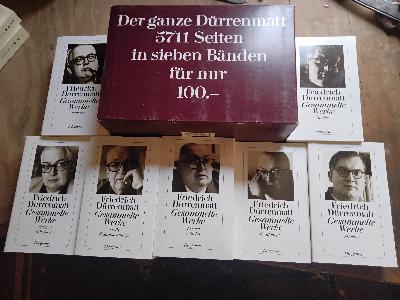 Der ganze Dürrenmatt
5711 Seiten
in sieben Bänden
für nur
100.–
Friedrich
Dürrenmatt
Gesammelte
Werke
Friedrich
Dürrenmatt
Gesammelte
Werke
Friedrich
Dürrenmatt
Gesammelte
Werke
Friedrich
Dürrenmatt
Gesammelte
Werke
Friedrich
Dürrenmatt
Gesammelte
Werke
Friedrich
Dürrenmatt
Gesammelte
Werke
Friedrich
Dürrenmatt
Gesammelte
Werke